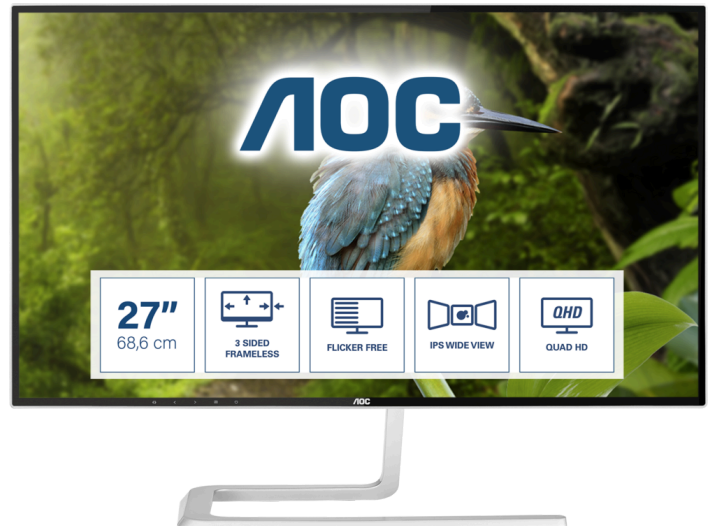 AOC
27"
68,6 cm
3 SIDED
FRAMELESS
FLICKER FREE
IPS WIDE VIEW
QHD
QUAD HD
AOC